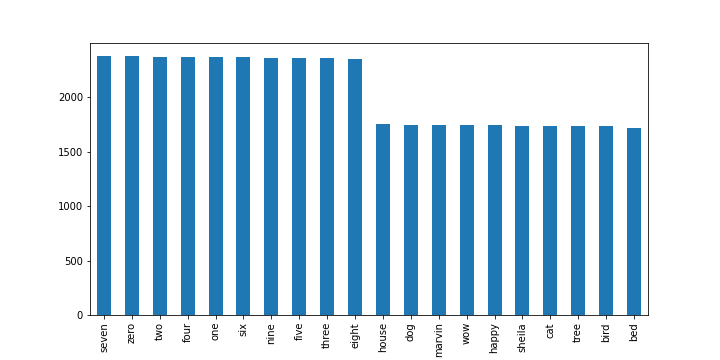 2000
1500
1000
500
0
seven
zero
two
four
one
six
nine
five
three
eight
house
dog
marvin
wow
happy
sheila
cat
tree
bird
bed